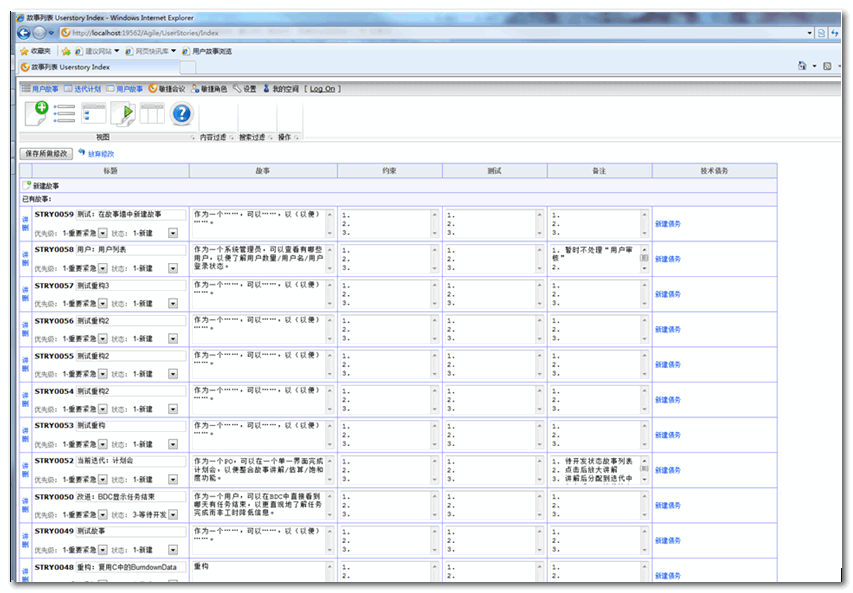 故事列表 Userstory Index - Windows Internet Explorer
http://localhost:19562/Agile/UserStories/Index
收藏夹 建议网站 网页快讯库 用户故事浏览
故事列表 Userstory Index
用户故事 迭代计划 用户故事 敏捷会议 敏捷角色 设置 我的空间 [ Log On ]
视图 内容过滤 搜索过滤 操作
保存所做修改 放弃修改
标题 故事 约束 测试 备注 技术债务
新建故事
已有故事:
STRY0059 测试: 在故事墙中新建故事
优先级: 1-重要紧急 状态: 1-新建
作为一个……, 可以……, 以(以便)
……。
1.
2.
3.
1.
2.
3.
1.
2.
3.
新建债务
STRY0058 用户: 用户列表
优先级: 1-重要紧急 状态: 1-新建
作为一个系统管理员, 可以查看有哪些
用户, 以便了解用户数量/用户名/用户
登录状态。
1.
2.
3.
1.
2.
3.
1. 暂时不处理“用户审
核”
2.
新建债务
STRY0057 测试重构3
优先级: 1-重要紧急 状态: 1-新建
作为一个……, 可以……, 以(以便)
……。
1.
2.
3.
1.
2.
3.
1.
2.
3.
新建债务
STRY0056 测试重构2
优先级: 1-重要紧急 状态: 1-新建
作为一个……, 可以……, 以(以便)
……。
1.
2.
3.
1.
2.
3.
1.
2.
3.
新建债务
STRY0055 测试重构2
优先级: 1-重要紧急 状态: 1-新建
作为一个……, 可以……, 以(以便)
……。
1.
2.
3.
1.
2.
3.
1.
2.
3.
新建债务
STRY0054 测试重构2
优先级: 1-重要紧急 状态: 1-新建
作为一个……, 可以……, 以(以便)
……。
1.
2.
3.
1.
2.
3.
1.
2.
3.
新建债务
STRY0053 测试重构
优先级: 1-重要紧急 状态: 1-新建
作为一个……, 可以……, 以(以便)
……。
1.
2.
3.
1.
2.
3.
1.
2.
3.
新建债务
STRY0052 当前迭代: 计划会
优先级: 1-重要紧急 状态: 1-新建
作为一个PO, 可以在一个单一界面完成
计划会, 以便整合故事讲解/估算/饱和
度功能。
1.
2.
3.
1.
2.
3.
1. 待开发状态故事列表
2. 点击后放大讲解
3. 讲解后分配到迭代中
新建债务
STRY0050 改进: BDC显示任务结束
优先级: 1-重要紧急 状态: 3-等待开发
作为一个用户, 可以在BDC中直接看到
哪天有任务结束, 以更直观地了解任务
完成而非工时降低信息。
1.
2.
3.
1.
2.
3.
1.
2.
3.
新建债务
STRY0049 测试故事
优先级: 1-重要紧急 状态: 1-新建
作为一个……, 可以……, 以(以便)
……。
1.
2.
3.
1.
2.
3.
1.
2.
3.
新建债务
STRY0048 重构: 复用C中的BurndownData
重构
1.
2.
1.
2.
1.
2.
新建债务